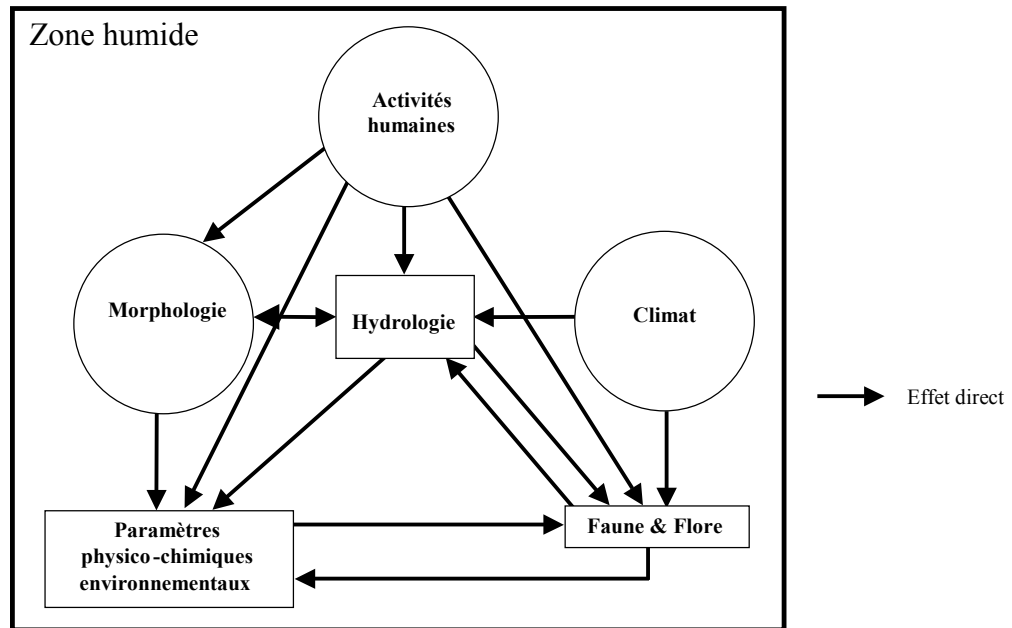 Zone humide
Activités
humaines
Morphologie
Hydrologie
Climat
Effet direct
Paramètres
physico-chimiques
environnementaux
Faune & Flore